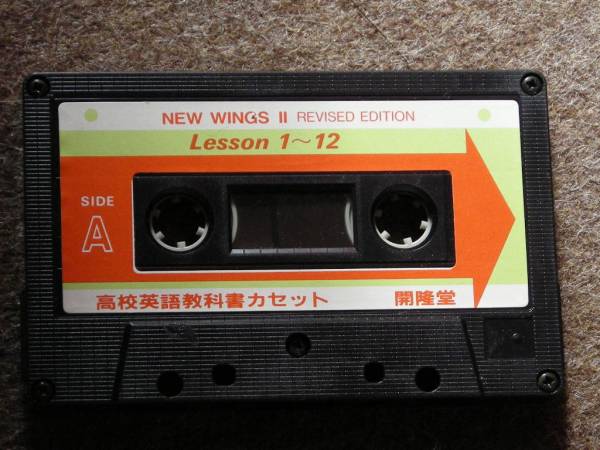 NEW WINGS II REVISED EDITION
Lesson 1～12
SIDE
A
高校英語教科書カセット 開隆堂